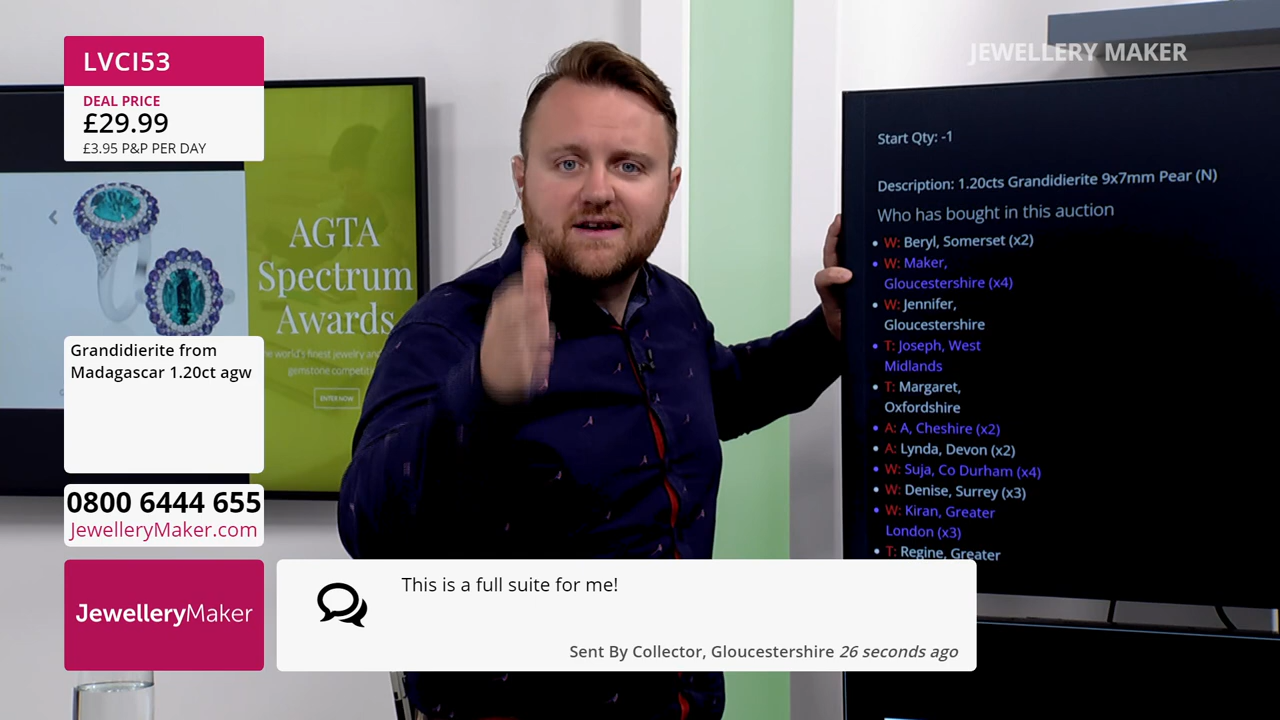 LVCI53
DEAL PRICE
£29.99
£3.95 P&P PER DAY
JEWELLERY MAKER
AGTA
Spectrum
Awards
ENTER NOW
Grandidierite from
Madagascar 1.20ct agw
0800 6444 655
JewelleryMaker.com
JewelleryMaker
This is a full suite for me!
Sent By Collector, Gloucestershire 26 seconds ago
Start Qty: -1
Description: 1.20cts Grandidierite 9x7mm Pear (N)
Who has bought in this auction
• W: Beryl, Somerset (x2)
• W: Maker,
Gloucestershire (x4)
• W: Jennifer,
Gloucestershire
• T: Joseph, West
Midlands
• T: Margaret,
Oxfordshire
• A: A, Cheshire (x2)
• A: Lynda, Devon (x2)
• W: Suja, Co Durham (x4)
• W: Denise, Surrey (x3)
• W: Kiran, Greater
London (x3)
• T: Regine, Greater